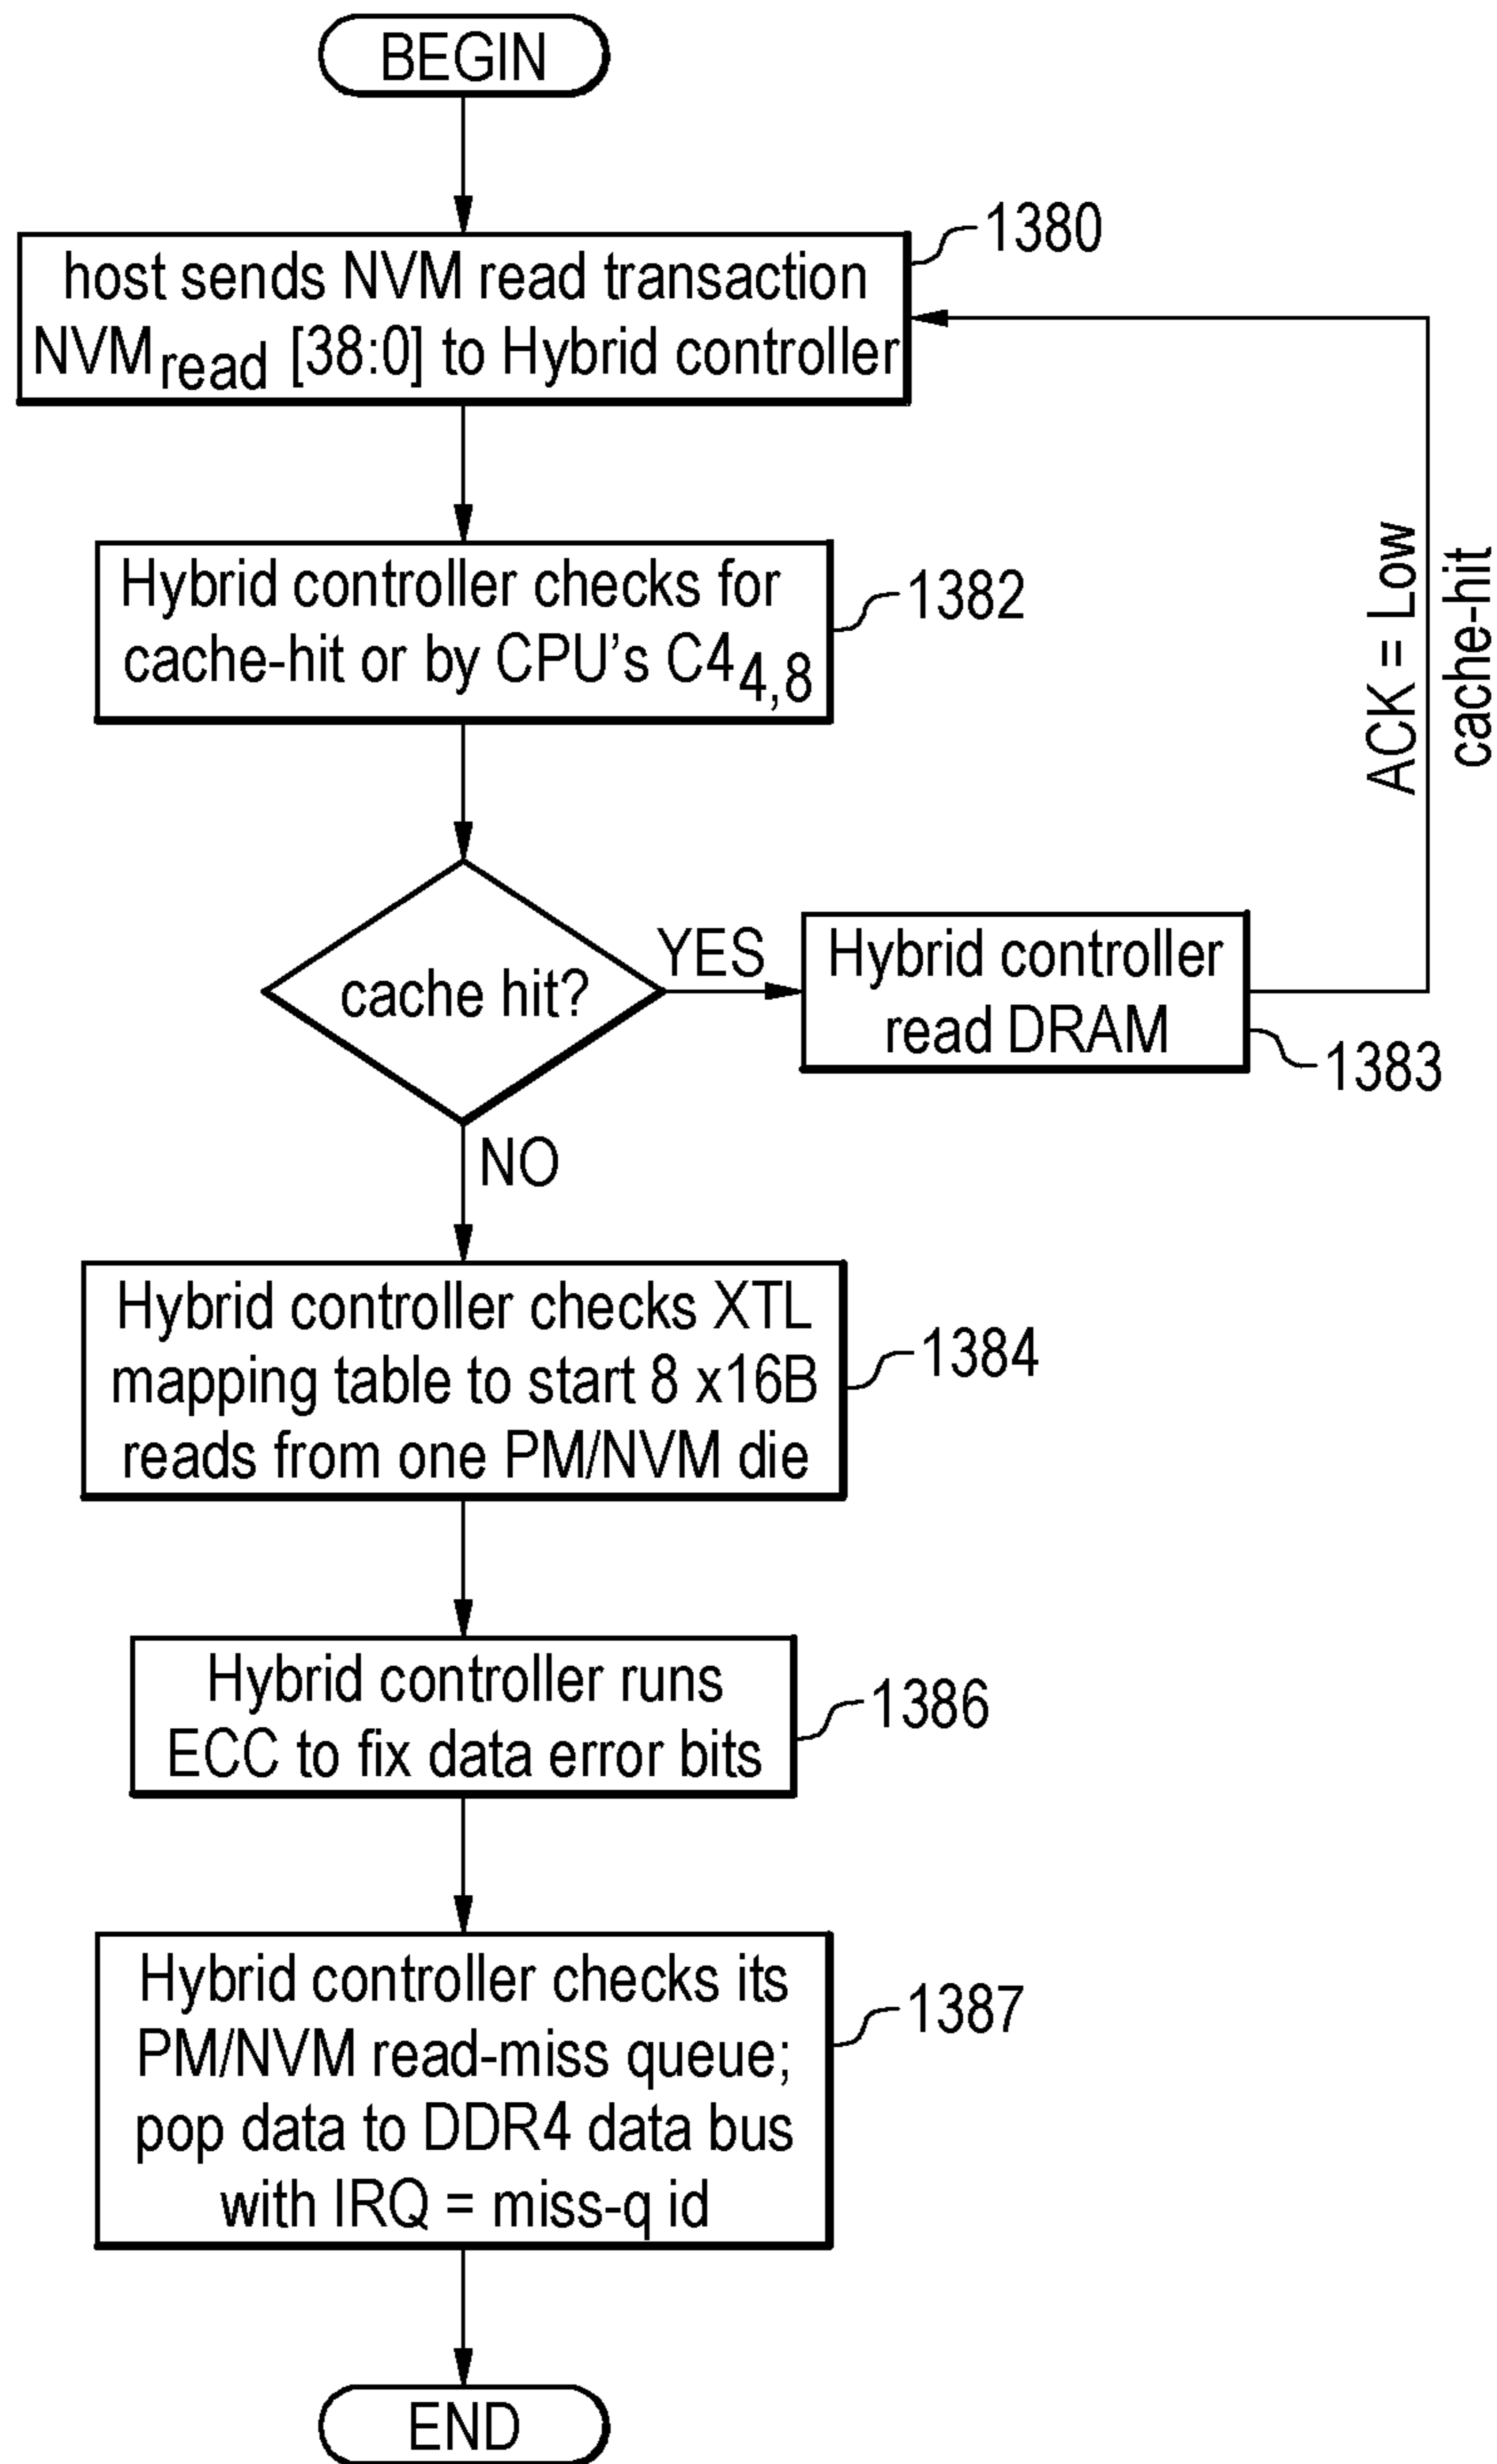 BEGIN
host sends NVM read transaction
NVMread [38:0] to Hybrid controller
1380
Hybrid controller checks for
cache-hit or by CPU's C44,8
1382
ACK = Low
cache-hit
cache hit?
YES
Hybrid controller
read DRAM
1383
NO
Hybrid controller checks XTL
mapping table to start 8 x16B
reads from one PM/NVM die
1384
Hybrid controller runs
ECC to fix data error bits
1386
Hybrid controller checks its
PM/NVM read-miss queue;
pop data to DDR4 data bus
with IRQ = miss-q id
1387
END